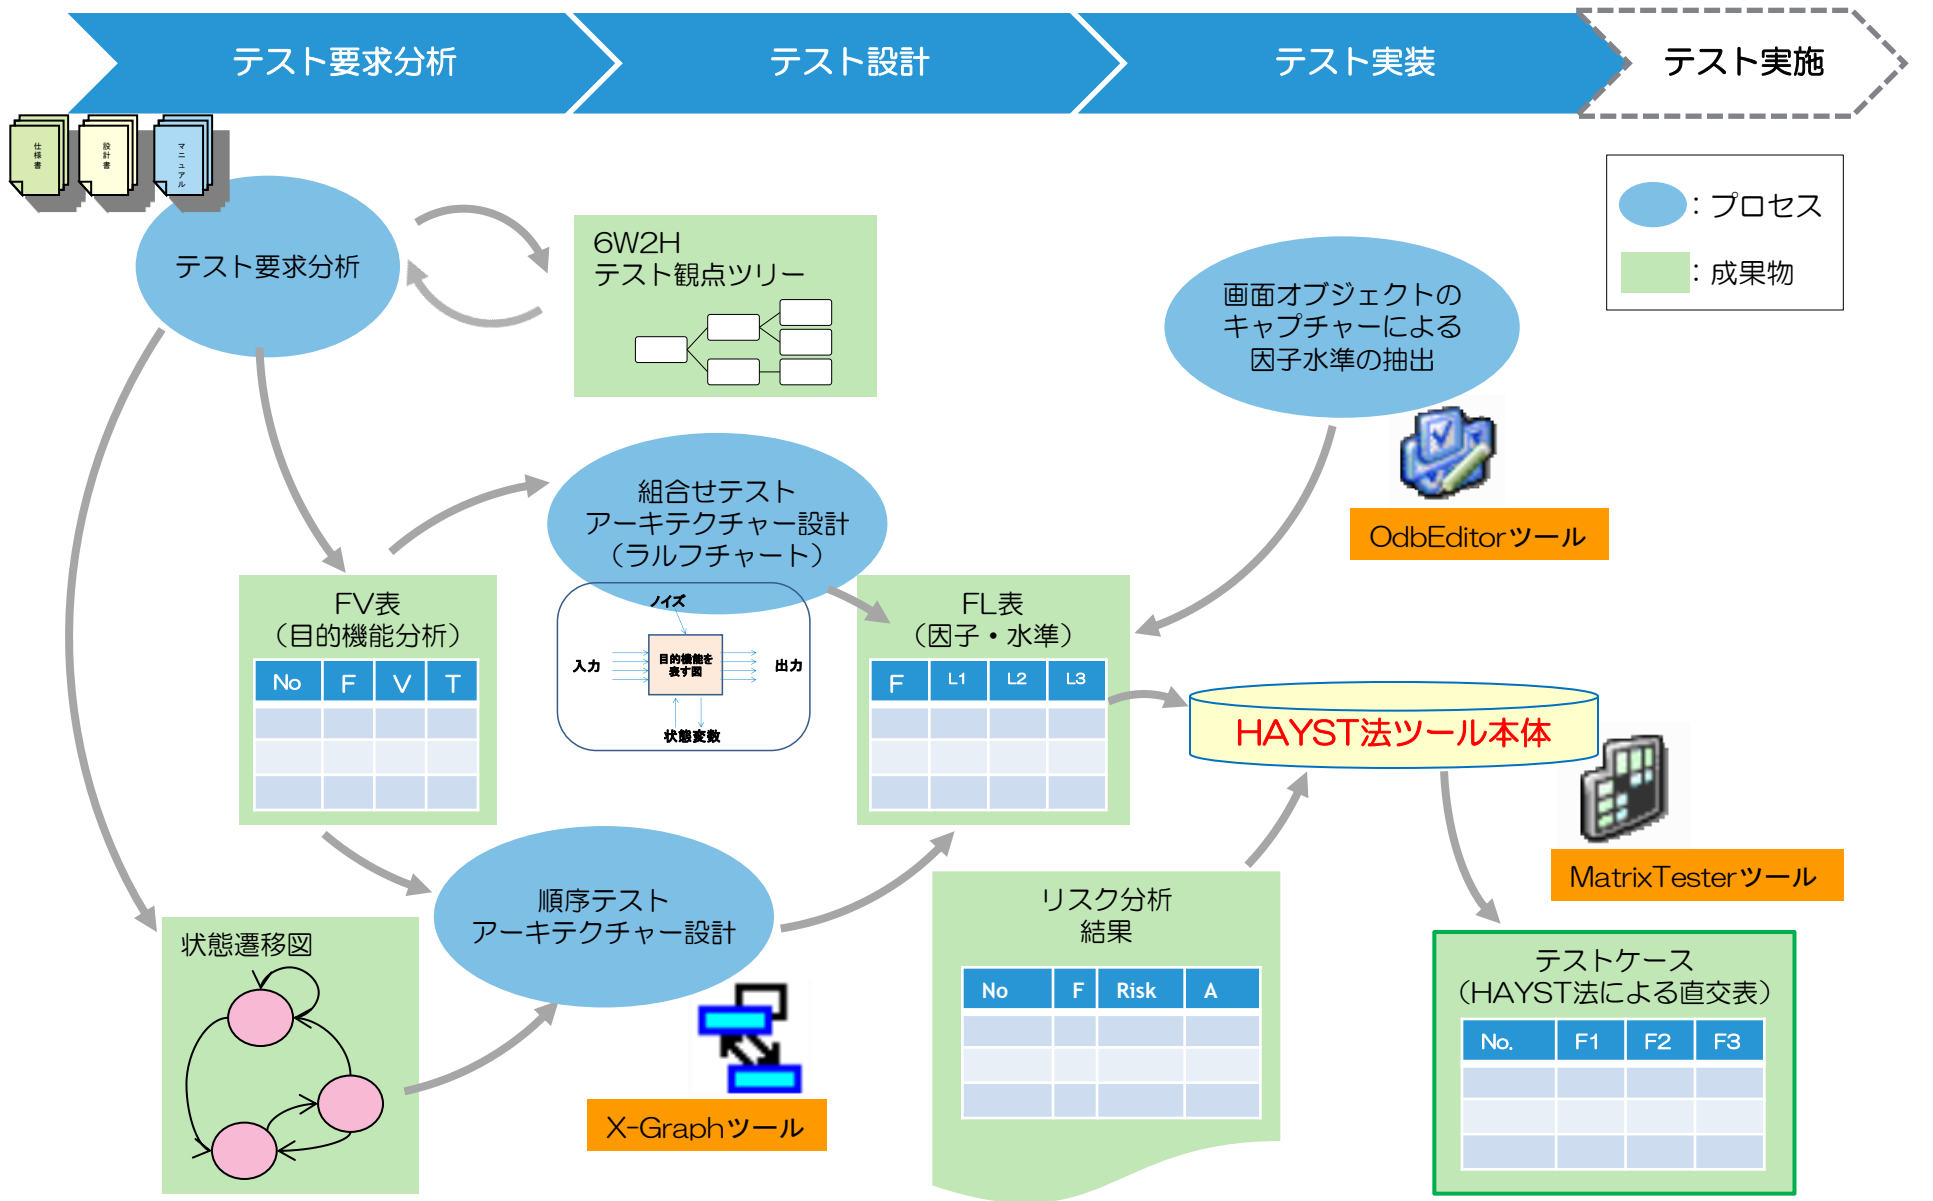 テスト要求分析
テスト設計
テスト実装
テスト実施
仕様書
設計書
マニュアル
：プロセス
：成果物
テスト要求分析
6W2H
テスト観点ツリー
画面オブジェクトの
キャプチャーによる
因子水準の抽出
OdbEditorツール
組合せテスト
アーキテクチャー設計
（ラルフチャート）
ノイズ
入力
目的機能を
表す図
出力
状態変数
FV表
（目的機能分析）
No F V T
FL表
（因子・水準）
F L1 L2 L3
HAYST法ツール本体
MatrixTesterツール
順序テスト
アーキテクチャー設計
X-Graphツール
状態遷移図
リスク分析
結果
No F Risk A
テストケース
（HAYST法による直交表）
No. F1 F2 F3